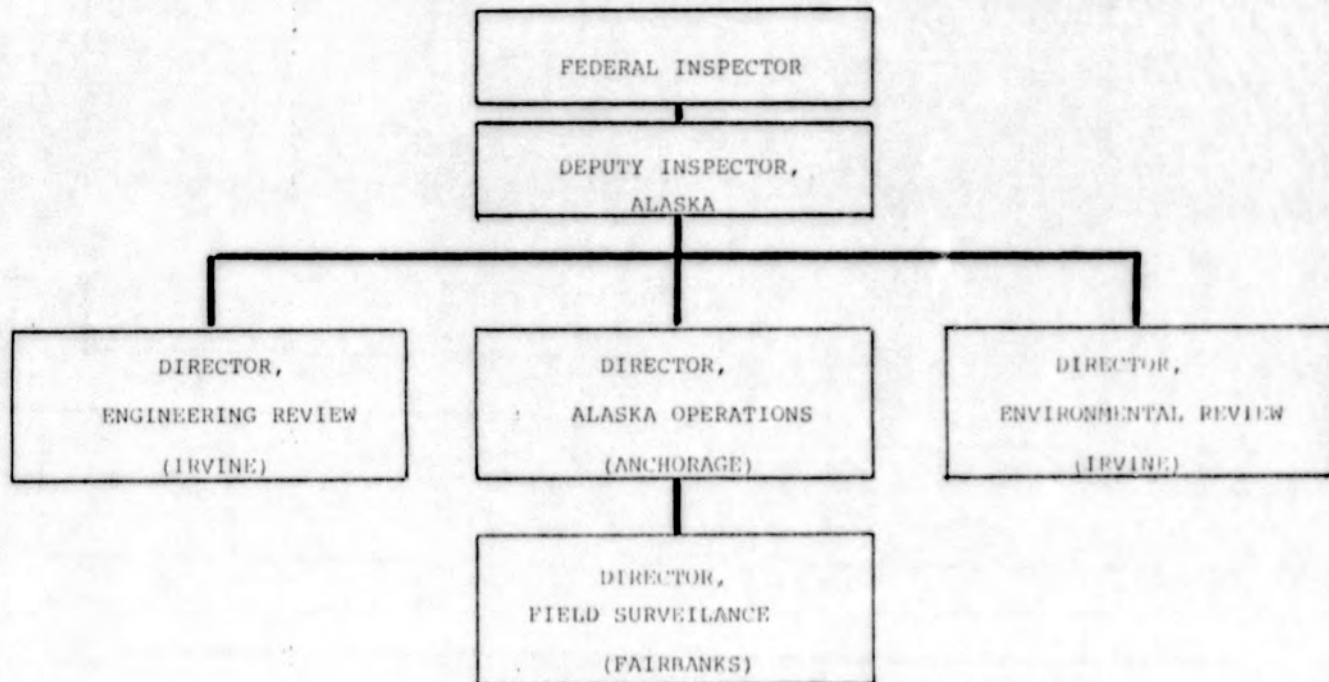 FEDERAL INSPECTOR
DEPUTY INSPECTOR,
ALASKA
DIRECTOR,
ENGINEERING REVIEW
(IRVINE)
DIRECTOR,
ALASKA OPERATIONS
(ANCHORAGE)
DIRECTOR,
ENVIRONMENTAL REVIEW
(IRVINE)
DIRECTOR,
FIELD SURVEILANCE
(FAIRBANKS)